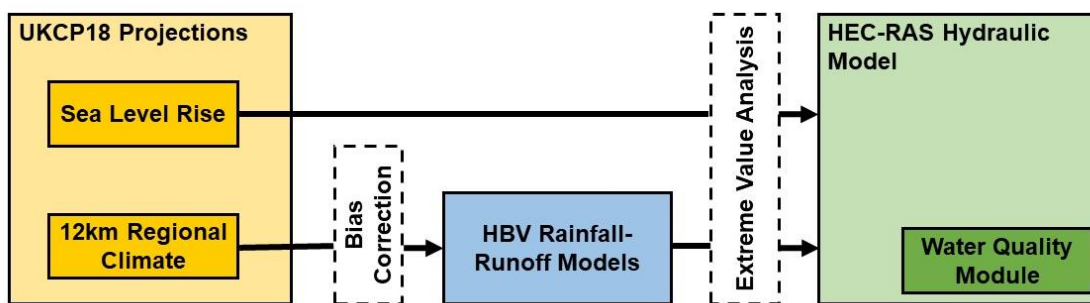 UKCP18 Projections
Sea Level Rise
12km Regional
Climate
Bias
Correction
HBV Rainfall-
Runoff Models
Extreme Value Analysis
HEC-RAS Hydraulic
Model
Water Quality
Module